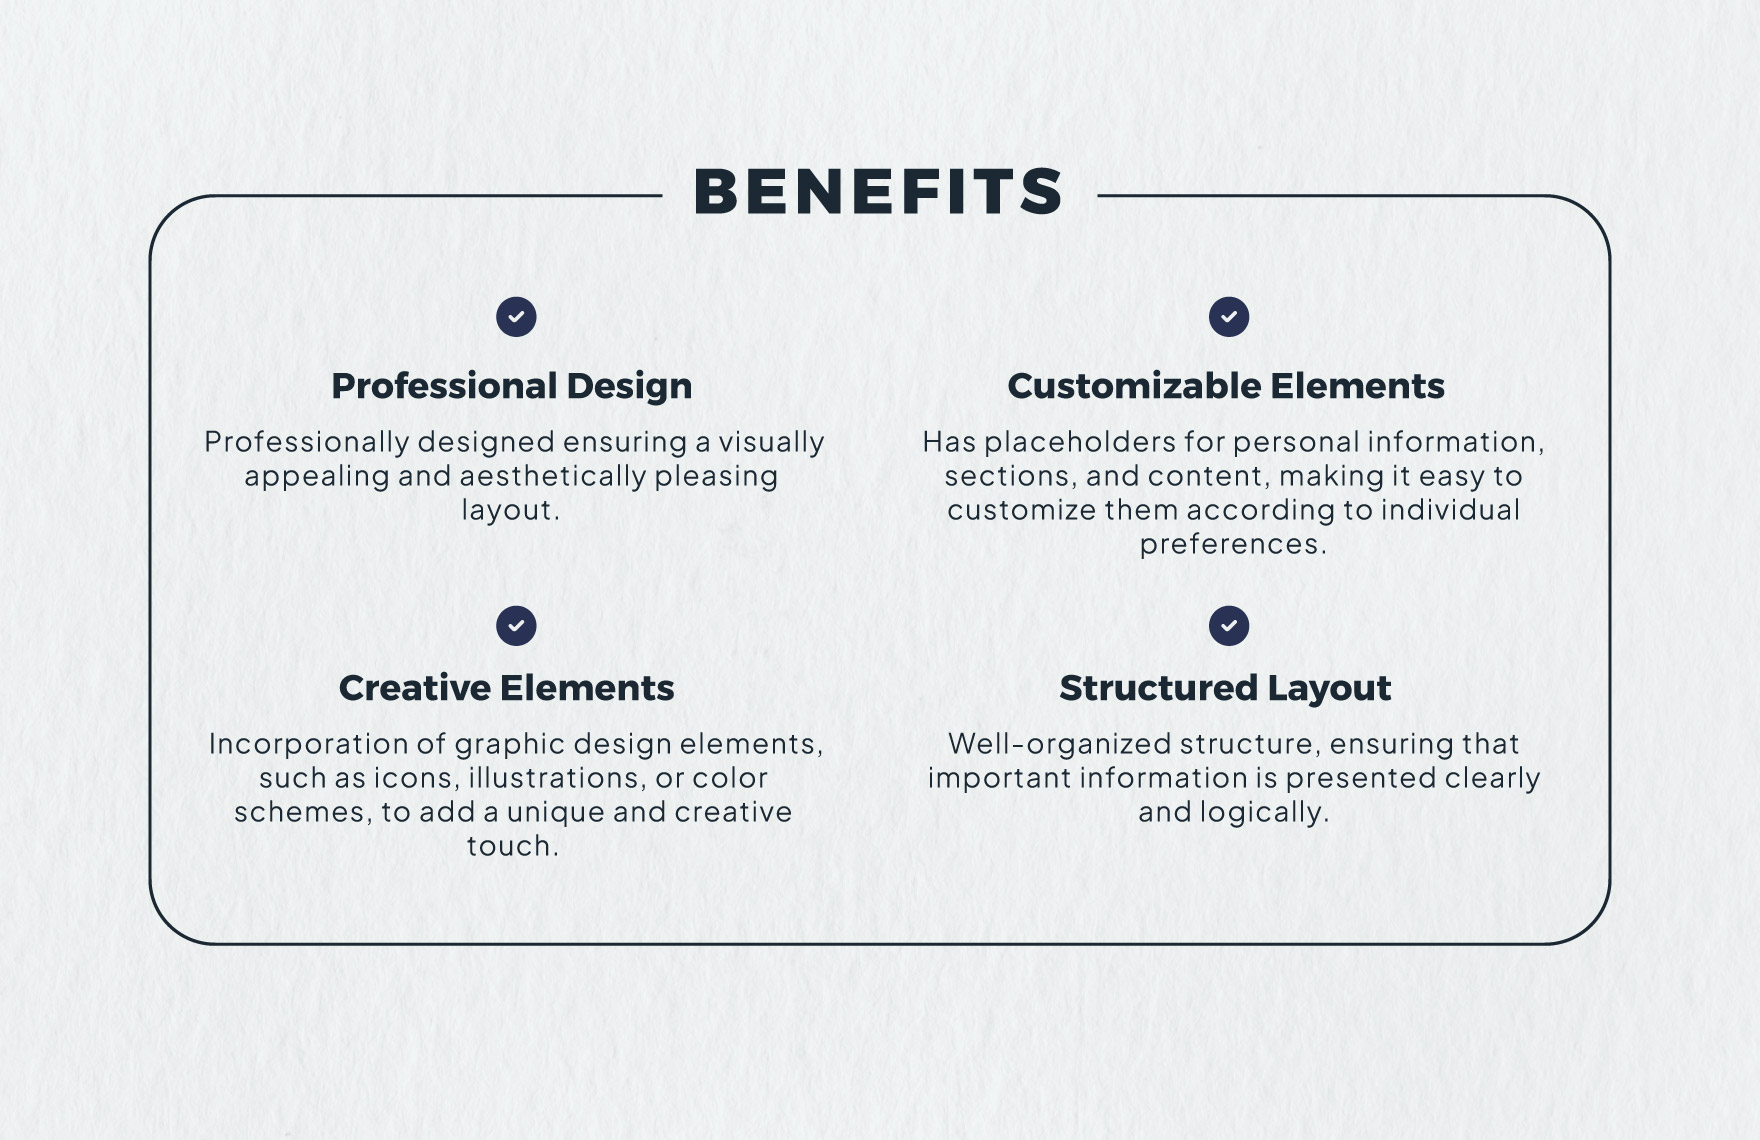 BENEFITS
Professional Design
Professionally designed ensuring a visually
appealing and aesthetically pleasing
layout.
Customizable Elements
Has placeholders for personal information,
sections, and content, making it easy to
customize them according to individual
preferences.
Creative Elements
Incorporation of graphic design elements,
such as icons, illustrations, or color
schemes, to add a unique and creative
touch.
Structured Layout
Well-organized structure, ensuring that
important information is presented clearly
and logically.